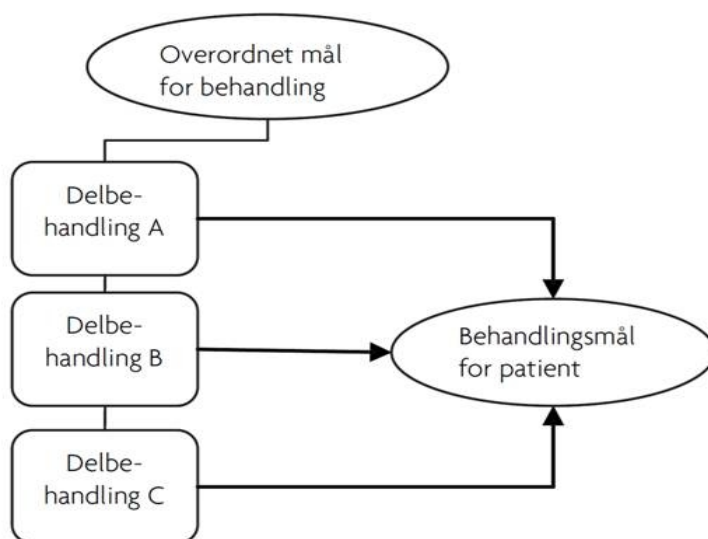 Overordnet mål
for behandling
Delbe-
handling A
Delbe-
handling B
Behandlingsmål
for patient
Delbe-
handling C